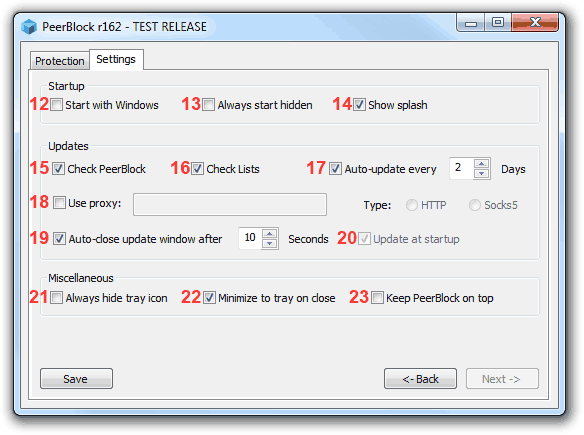 PeerBlock r162 - TEST RELEASE
Protection Settings
Startup
12 Start with Windows 13 Always start hidden 14 Show splash
Updates
15 Check PeerBlock 16 Check Lists 17 Auto-update every 2 Days
18 Use proxy: Type: HTTP Socks5
19 Auto-close update window after 10 Seconds 20 Update at startup
Miscellaneous
21 Always hide tray icon 22 Minimize to tray on close 23 Keep PeerBlock on top
Save <- Back Next ->